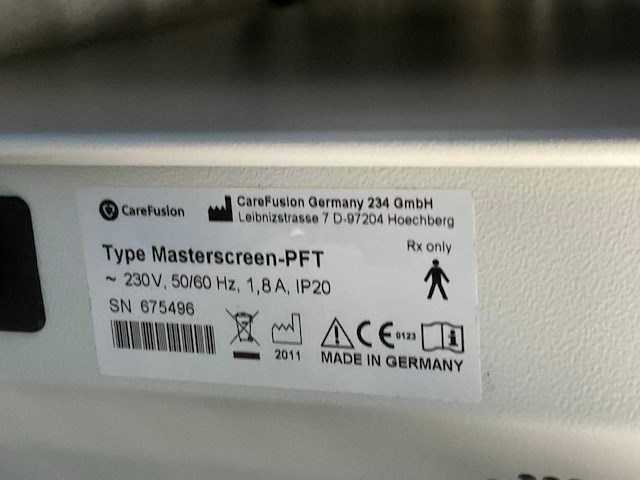 CareFusion
CareFusion Germany 234 GmbH
Leibnizstrasse 7 D-97204 Hoechberg
Type Masterscreen-PFT
Rx only
~ 230V, 50/60 Hz, 1,8 A, IP20
SN 675496
2011
CE 0123
MADE IN GERMANY